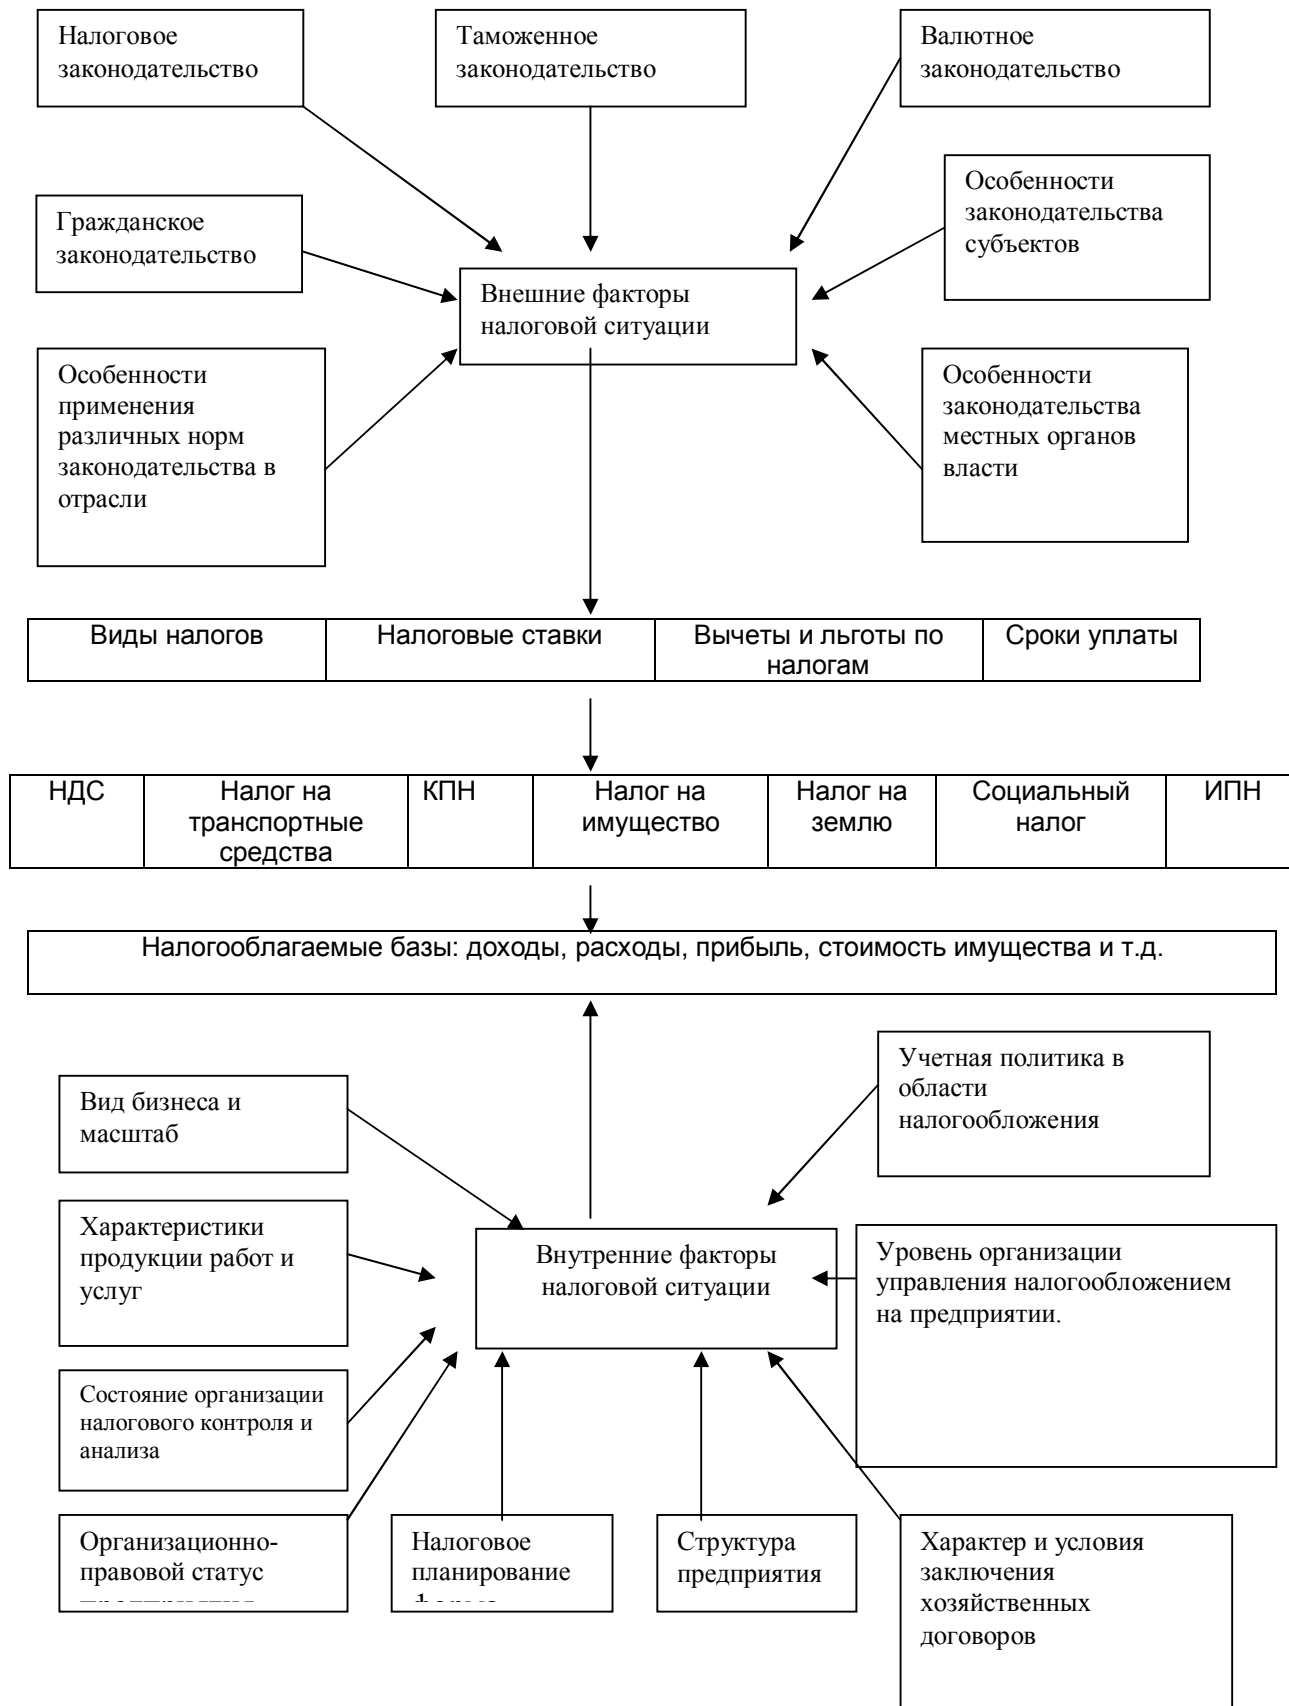 Налоговое
законодательство
Таможенное
законодательство
Валютное
законодательство
Гражданское
законодательство
Особенности
законодательства
субъектов
Внешние факторы
налоговой ситуации
Особенности
применения
различных норм
законодательства в
отрасли
Особенности
законодательства
местных органов
власти
Виды налогов
Налоговые ставки
Вычеты и льготы по
налогам
Сроки уплаты
НДС
Налог на
транспортные
средства
КПН
Налог на
имущество
Налог на
землю
Социальный
налог
ИПН
Налогооблагаемые базы: доходы, расходы, прибыль, стоимость имущества и т.д.
Вид бизнеса и
масштаб
Учетная политика в
области
налогообложения
Характеристики
продукции работ и
услуг
Внутренние факторы
налоговой ситуации
Уровень организации
управления налогообложением
на предприятии.
Состояние организации
налогового контроля и
анализа
Организационно-
правовой статус
Налоговое
планирование
Структура
предприятия
Характер и условия
заключения
хозяйственных
договоров